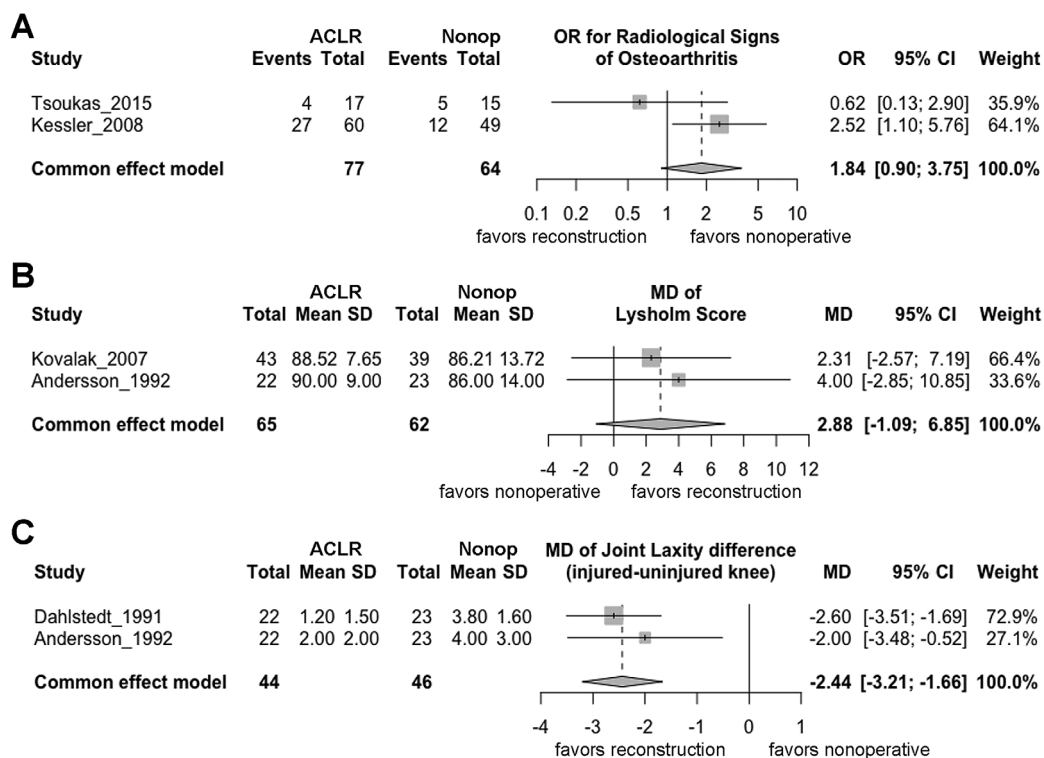 A
ACLR Nonop OR for Radiological Signs
Study Events Total Events Total of Osteoarthritis OR 95% CI Weight
Tsoukas_2015 4 17 5 15 0.62 [0.13; 2.90] 35.9%
Kessler_2008 27 60 12 49 2.52 [1.10; 5.76] 64.1%
Common effect model 77 64 1.84 [0.90; 3.75] 100.0%
0.1 0.2 0.5 1 2 5 10
favors reconstruction favors nonoperative
B
ACLR Nonop MD of
Study Total Mean SD Total Mean SD Lysholm Score MD 95% CI Weight
Kovalak_2007 43 88.52 7.65 39 86.21 13.72 2.31 [-2.57; 7.19] 66.4%
Andersson_1992 22 90.00 9.00 23 86.00 14.00 4.00 [-2.85; 10.85] 33.6%
Common effect model 65 62 2.88 [-1.09; 6.85] 100.0%
-4 -2 0 2 4 6 8 10 12
favors nonoperative favors reconstruction
C
ACLR Nonop MD of Joint Laxity difference
Study Total Mean SD Total Mean SD (injured-uninjured knee) MD 95% CI Weight
Dahlstedt_1991 22 1.20 1.50 23 3.80 1.60 -2.60 [-3.51; -1.69] 72.9%
Andersson_1992 22 2.00 2.00 23 4.00 3.00 -2.00 [-3.48; -0.52] 27.1%
Common effect model 44 46 -2.44 [-3.21; -1.66] 100.0%
-4 -3 -2 -1 0 1
favors reconstruction favors nonoperative